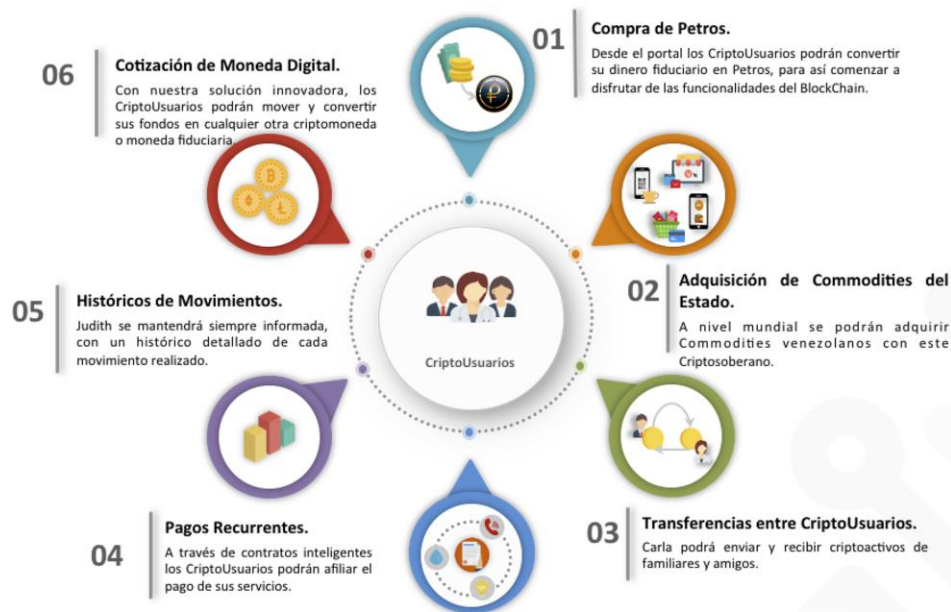 01
Compra de Petros.
Desde el portal los CriptoUsuarios podrán convertir
su dinero fiduciario en Petros, para así comenzar a
disfrutar de las funcionalidades del BlockChain.
02
Adquisición de Commodities del
Estado.
A nivel mundial se podrán adquirir
Commodities venezolanos con este
Criptosoberano.
03
Transferencias entre CriptoUsuarios.
Carla podrá enviar y recibir criptoactivos de
familiares y amigos.
04
Pagos Recurrentes.
A través de contratos inteligentes
los CriptoUsuarios podrán afiliar el
pago de sus servicios.
05
Históricos de Movimientos.
Judith se mantendrá siempre informada,
con un histórico detallado de cada
movimiento realizado.
06
Cotización de Moneda Digital.
Con nuestra solución innovadora, los
CriptoUsuarios podrán mover y convertir
sus fondos en cualquier otra criptomoneda
o moneda fiduciaria.
CriptoUsuarios